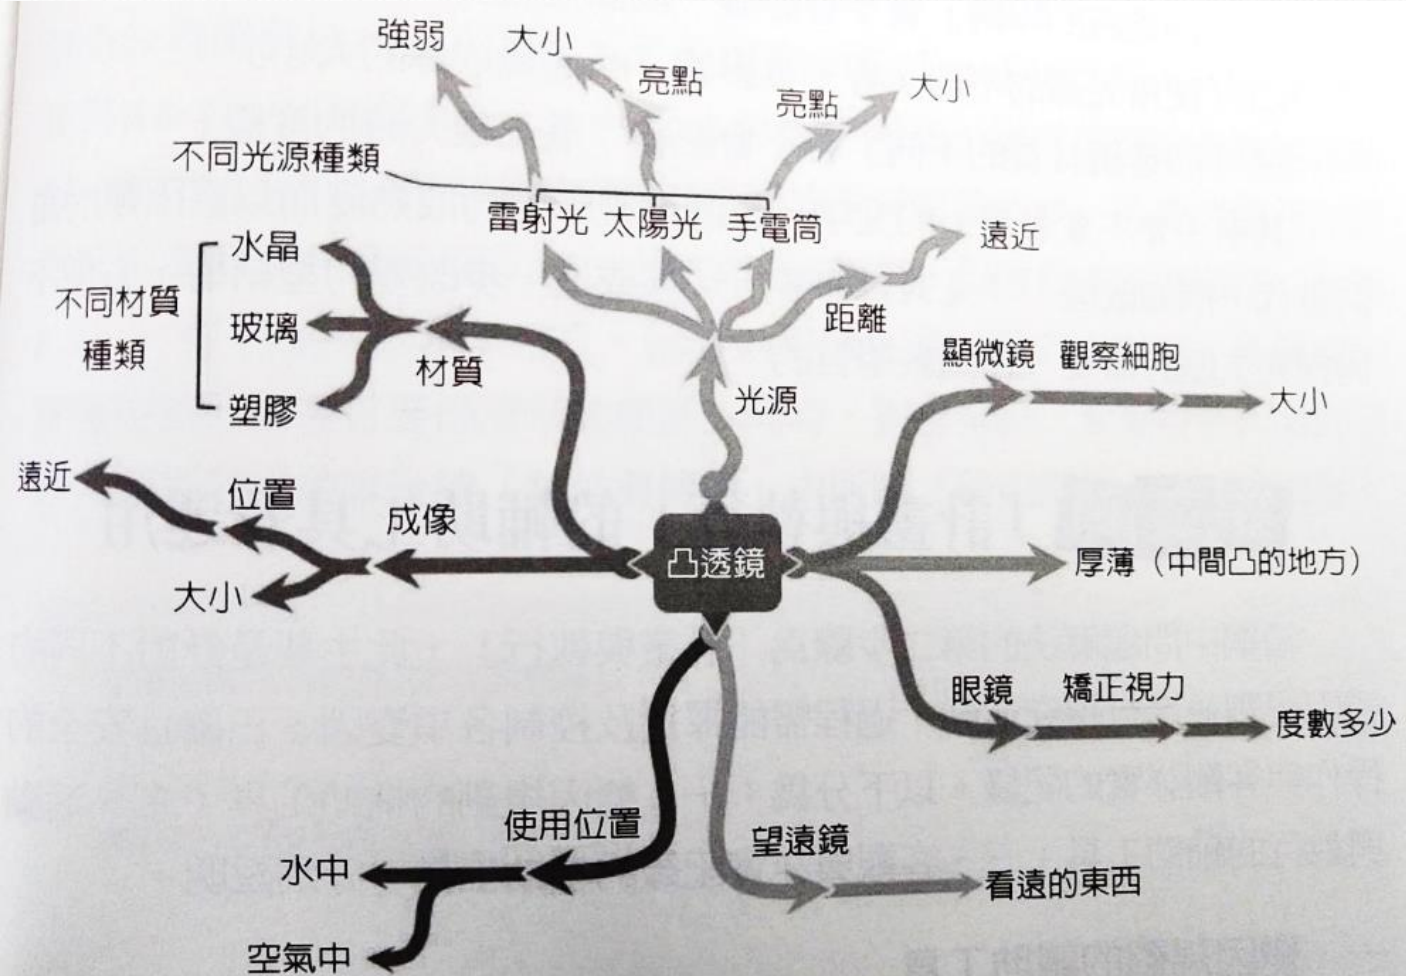 強弱
大小
亮點
亮點
大小
不同光源種類
雷射光
太陽光
手電筒
遠近
距離
光源
水晶
不同材質
種類
玻璃
塑膠
材質
顯微鏡
觀察細胞
大小
遠近
位置
成像
大小
凸透鏡
厚薄（中間凸的地方）
眼鏡
矯正視力
度數多少
使用位置
水中
空氣中
望遠鏡
看遠的東西